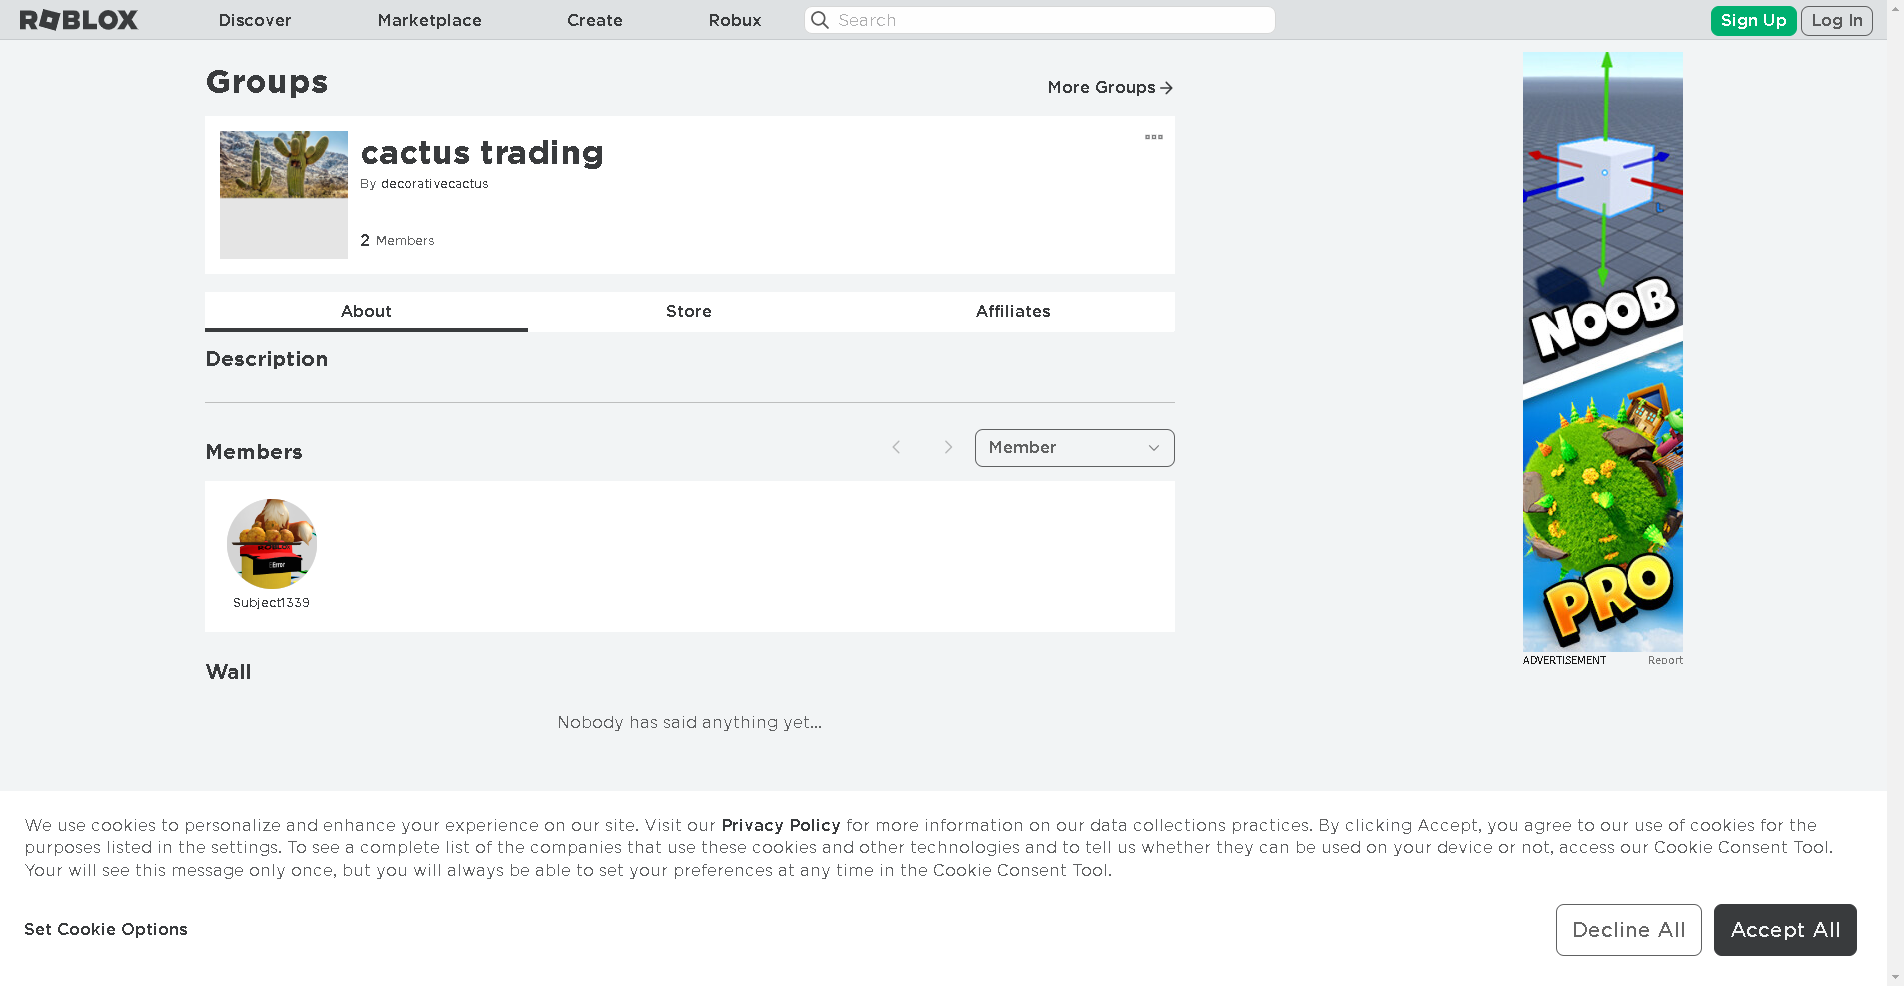 ROBLOX
Discover
Marketplace
Create
Robux
Search
Sign Up
Log In
Groups
More Groups
cactus trading
By decorativecactus
2 Members
About
Store
Affiliates
Description
Members
Member
ROBLOX
Error
Subject1339
Wall
Nobody has said anything yet...
NOOB
PRO
ADVERTISEMENT
Report
We use cookies to personalize and enhance your experience on our site. Visit our Privacy Policy for more information on our data collections practices. By clicking Accept, you agree to our use of cookies for the
purposes listed in the settings. To see a complete list of the companies that use these cookies and other technologies and to tell us whether they can be used on your device or not, access our Cookie Consent Tool.
Your will see this message only once, but you will always be able to set your preferences at any time in the Cookie Consent Tool.
Set Cookie Options
Decline All
Accept All